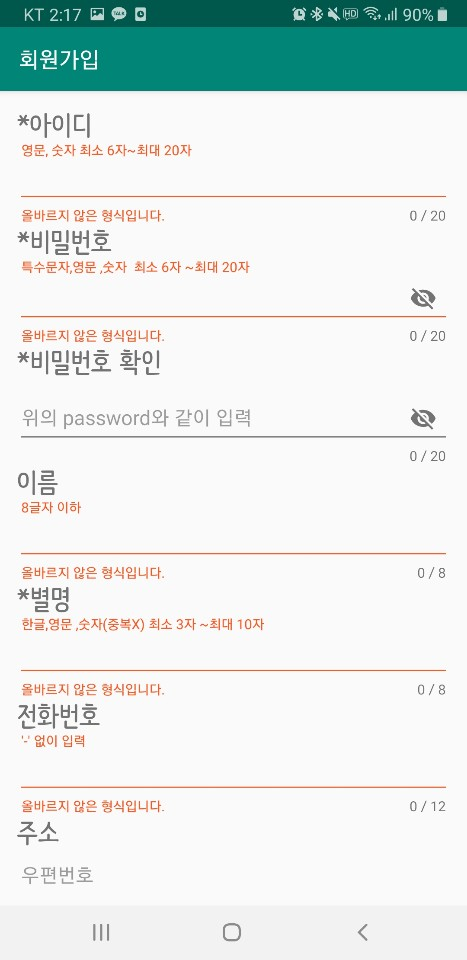 KT 2:17 TALK HD 90%
회원가입
*아이디
영문, 숫자 최소 6자~최대 20자
올바르지 않은 형식입니다. 0 / 20
*비밀번호
특수문자,영문 ,숫자 최소 6자 ~최대 20자
올바르지 않은 형식입니다. 0 / 20
*비밀번호 확인
위의 password와 같이 입력
0 / 20
이름
8글자 이하
올바르지 않은 형식입니다. 0 / 8
*별명
한글,영문 ,숫자(중복X) 최소 3자 ~최대 10자
올바르지 않은 형식입니다. 0 / 8
전화번호
'-' 없이 입력
올바르지 않은 형식입니다. 0 / 12
주소
우편번호